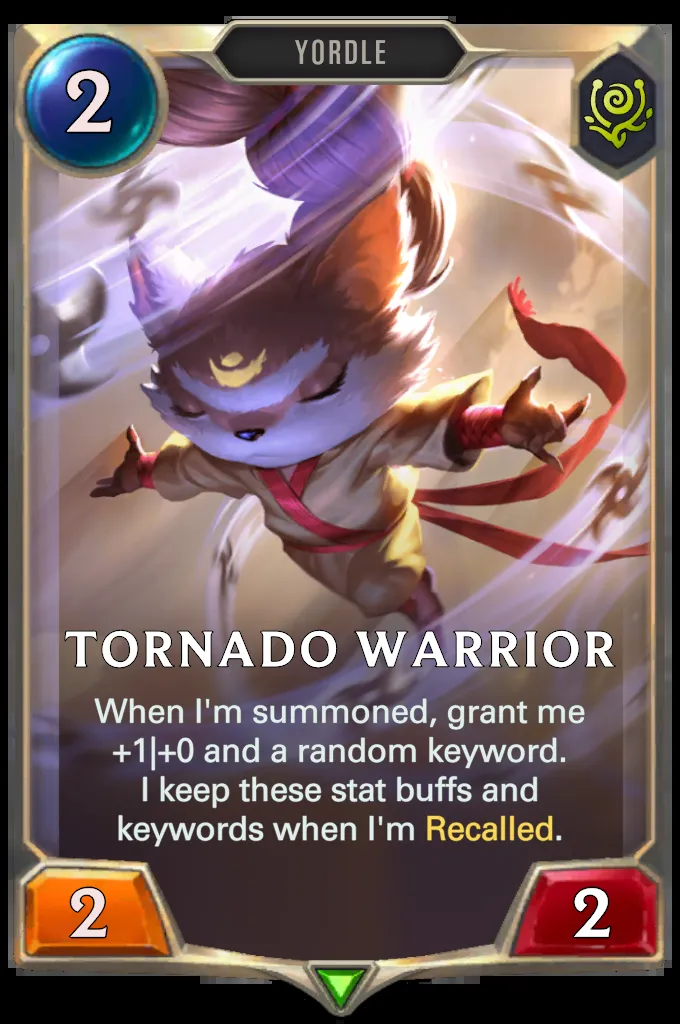 YORDLE
2
TORNADO WARRIOR
When I'm summoned, grant me
+1|+0 and a random keyword.
I keep these stat buffs and
keywords when I'm Recalled.
2
2